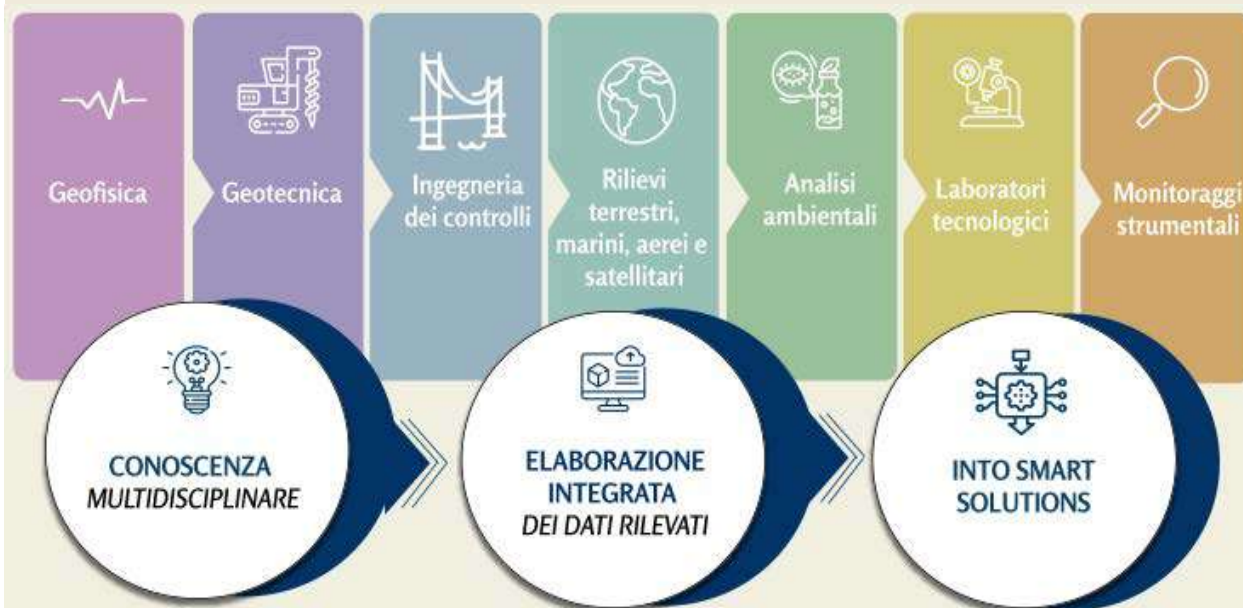 Geofisica
Geotecnica
Ingegneria
dei controlli
Rilievi
terrestri,
marini, aerei e
satellitari
Analisi
ambientali
Laboratori
tecnologici
Monitoraggi
strumentali
CONOSCENZA
MULTIDISCIPLINARE
ELABORAZIONE
INTEGRATA
DEI DATI RILEVATI
INTO SMART
SOLUTIONS